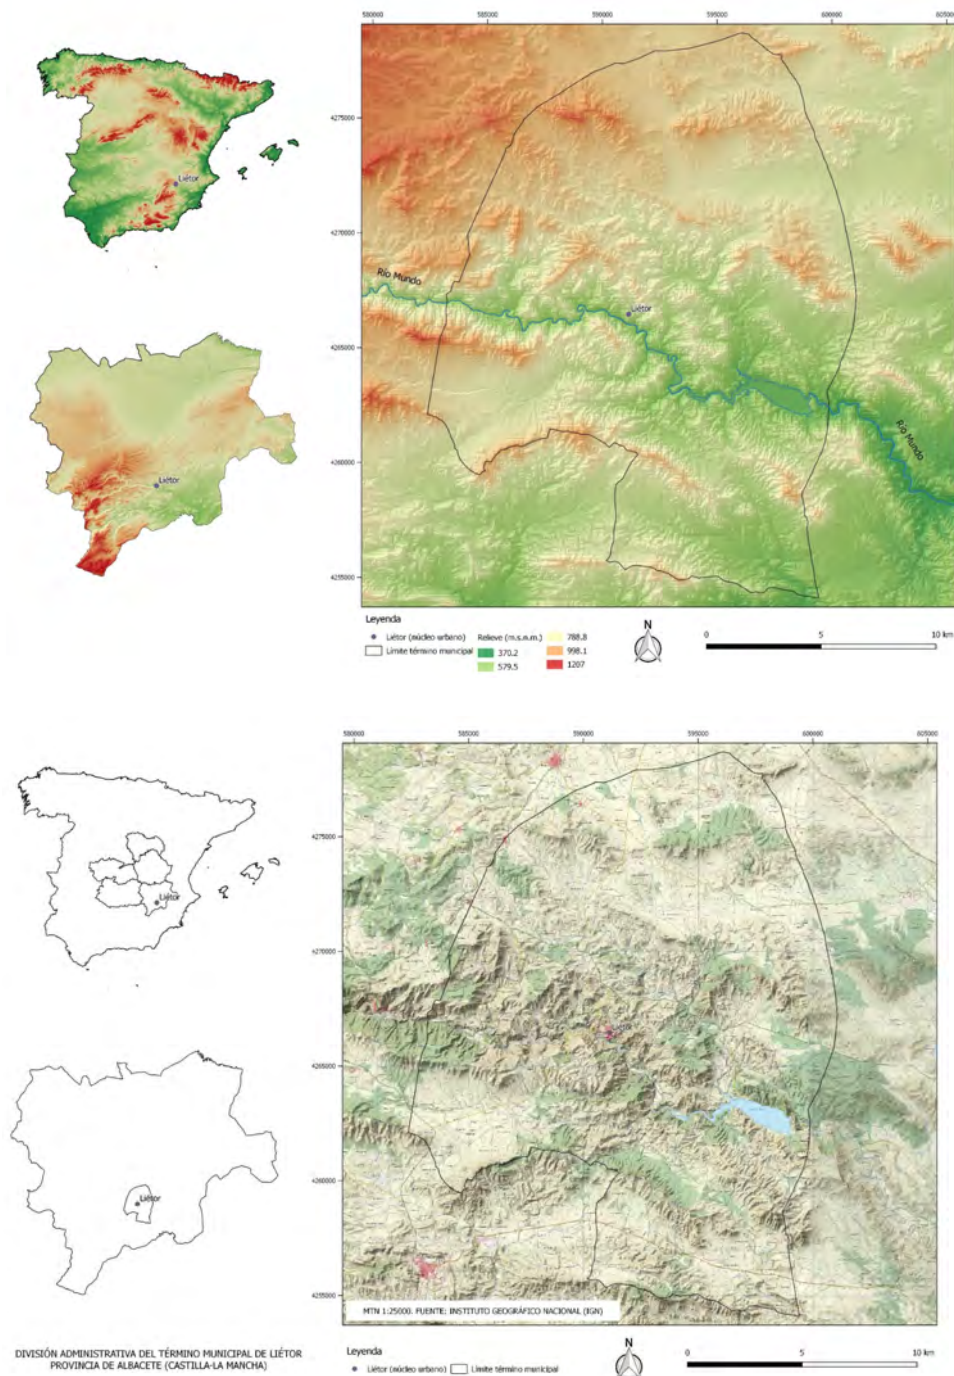 580000 585000 590000 595000 600000 605000
4275000
4270000
4265000
4260000
4255000
Liétor
Río Mundo
Liétor
Río Mundo
Liétor
Leyenda
Liétor (núcleo urbano)
Límite término municipal
Relieve (m.s.n.m.)
370.2
579.5
788.8
998.1
1207
N
0 5 10 km
580000 585000 590000 595000 600000 605000
4275000
4270000
4265000
4260000
4255000
Liétor
Liétor
MTN 1:25000. FUENTE: INSTITUTO GEOGRÁFICO NACIONAL (IGN)
DIVISIÓN ADMINISTRATIVA DEL TÉRMINO MUNICIPAL DE LIÉTOR
PROVINCIA DE ALBACETE (CASTILLA-LA MANCHA)
Leyenda
Liétor (núcleo urbano)
Límite término municipal
N
0 5 10 km